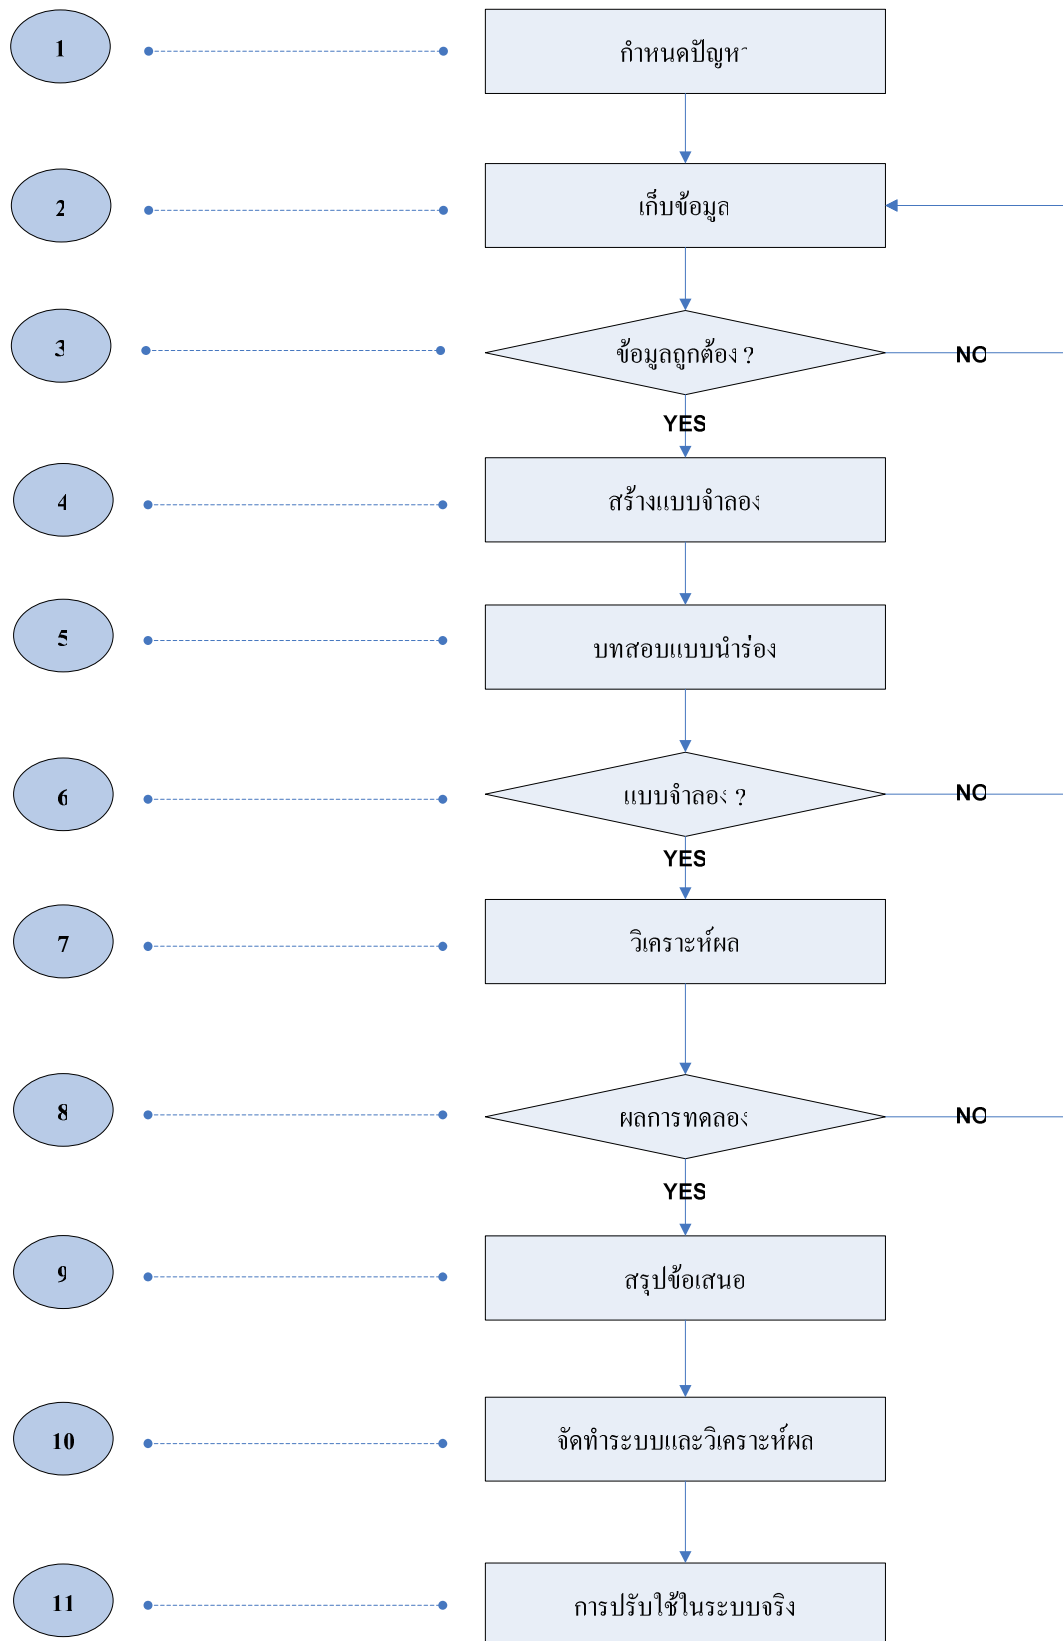 1
กำหนดปัญหา
2
เก็บข้อมูล
3
ข้อมูลถูกต้อง ?
NO
YES
4
สร้างแบบจำลอง
5
บทสอบแบบนำร่อง
6
แบบจำลอง ?
NO
YES
7
วิเคราะห์ผล
8
ผลการทดลอง
NO
YES
9
สรุปข้อเสนอ
10
จัดทำระบบและวิเคราะห์ผล
11
การปรับใช้ในระบบจริง